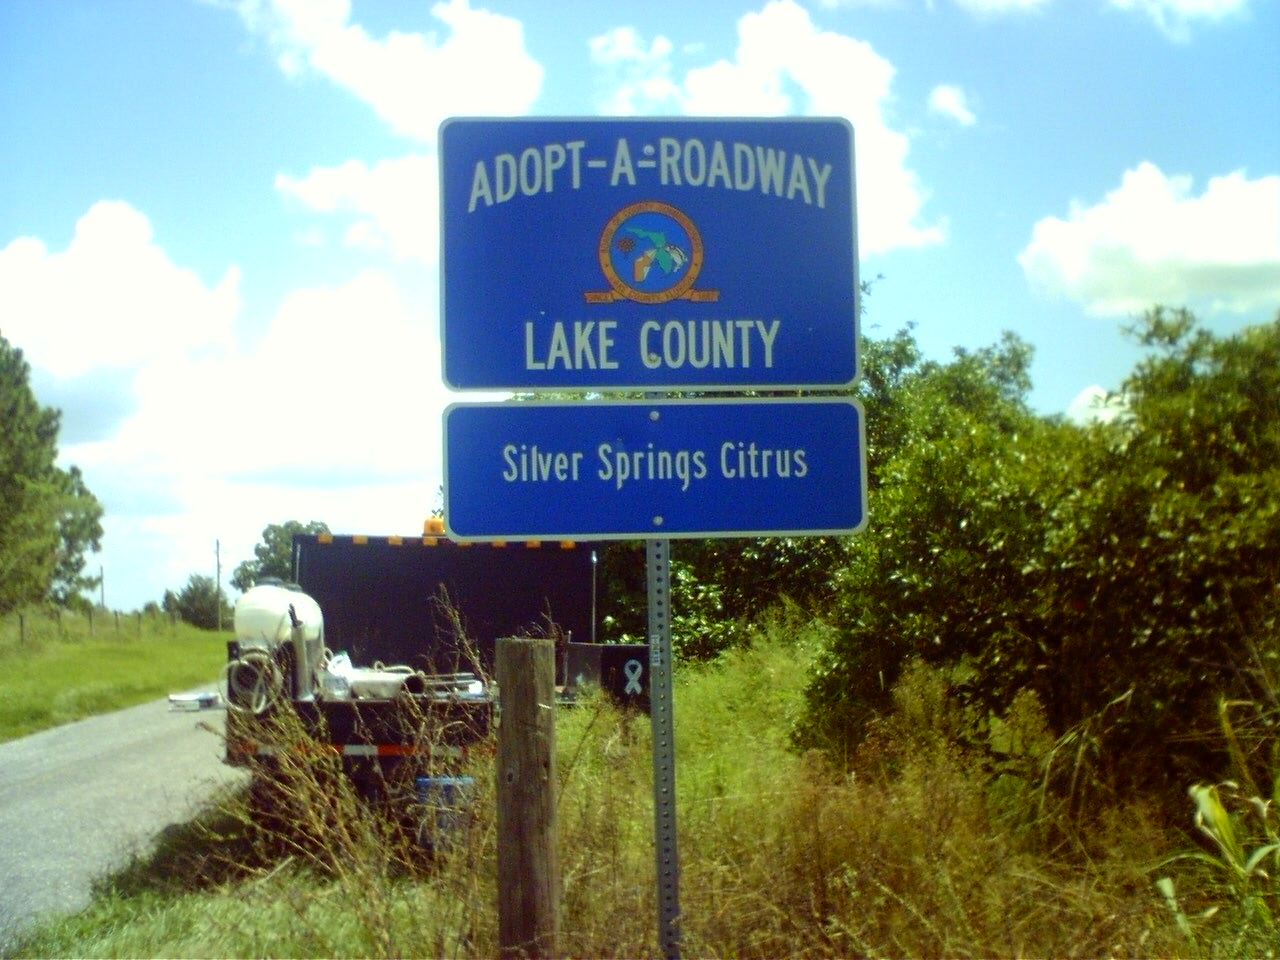 ADOPT-A-ROADWAY
LAKE COUNTY
Silver Springs Citrus